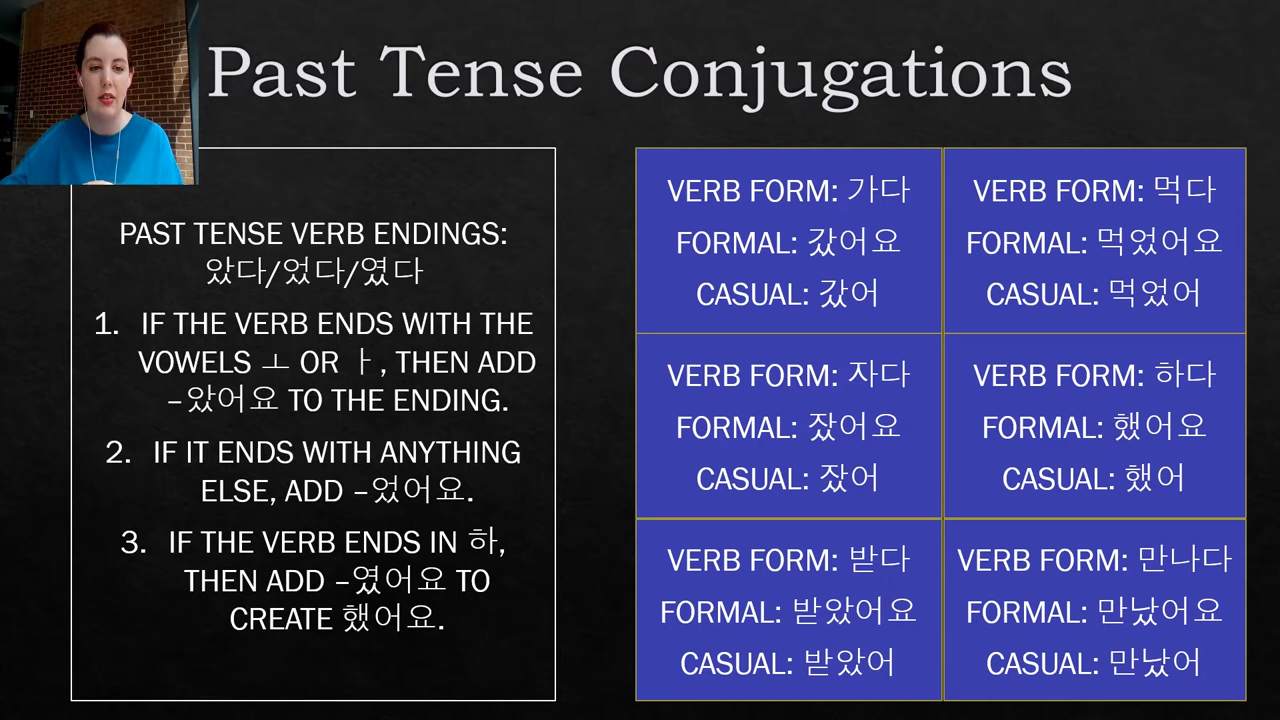 Past Tense Conjugations
PAST TENSE VERB ENDINGS:
았다/었다/였다
1. IF THE VERB ENDS WITH THE
VOWELS ㅗ OR ㅏ, THEN ADD
–았어요 TO THE ENDING.
2. IF IT ENDS WITH ANYTHING
ELSE, ADD –었어요.
3. IF THE VERB ENDS IN 하,
THEN ADD –였어요 TO
CREATE 했어요.
VERB FORM: 가다
FORMAL: 갔어요
CASUAL: 갔어
VERB FORM: 먹다
FORMAL: 먹었어요
CASUAL: 먹었어
VERB FORM: 자다
FORMAL: 잤어요
CASUAL: 잤어
VERB FORM: 하다
FORMAL: 했어요
CASUAL: 했어
VERB FORM: 받다
FORMAL: 받았어요
CASUAL: 받았어
VERB FORM: 만나다
FORMAL: 만났어요
CASUAL: 만났어